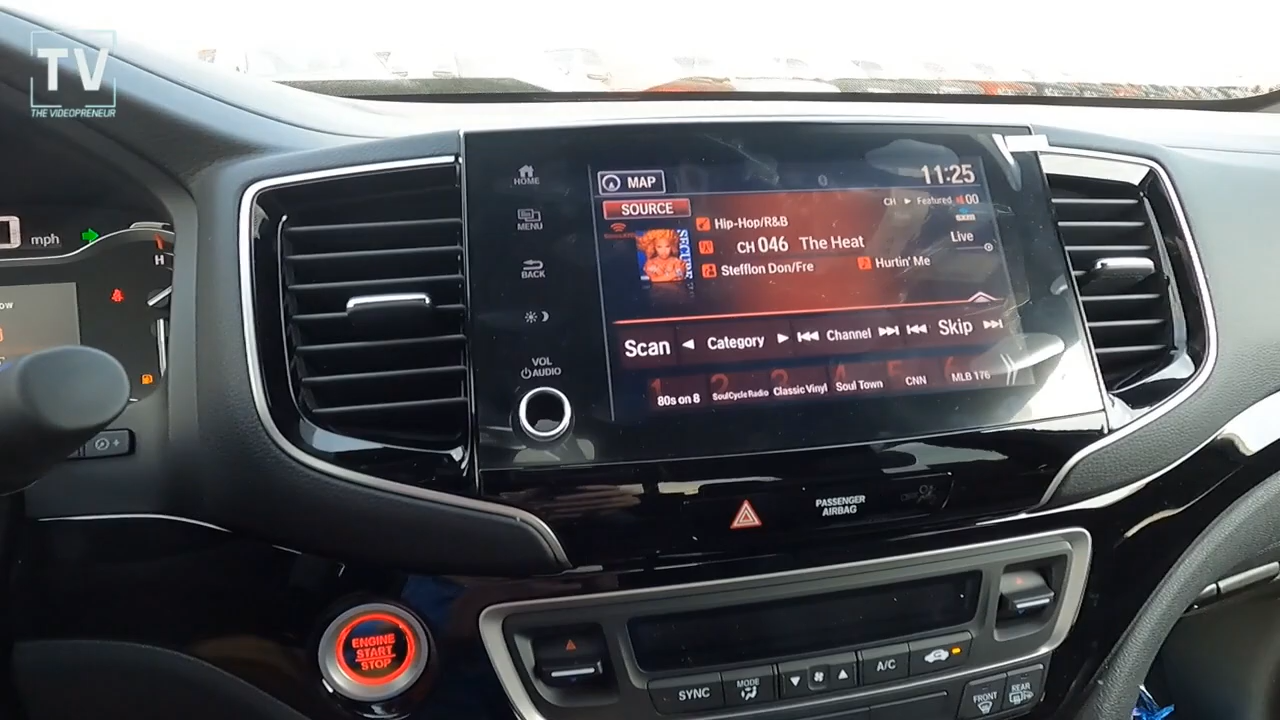 TV
THE VIDEOPRENEUR
mph
H
HOME
MENU
BACK
VOL
AUDIO
MAP
11:25
SOURCE
CH ▶ Featured
00
Hip-Hop/R&B
CH 046 The Heat
Live
Stefflon Don/Fre
Hurtin' Me
SECURE
Scan ◀ Category ▶ Channel Skip
1 2 3 4 5 6
80s on 8 SoulCycle Radio Classic Vinyl Soul Town CNN MLB 176
PASSENGER
AIRBAG
ENGINE
START
STOP
SYNC
MODE
A/C
FRONT
REAR